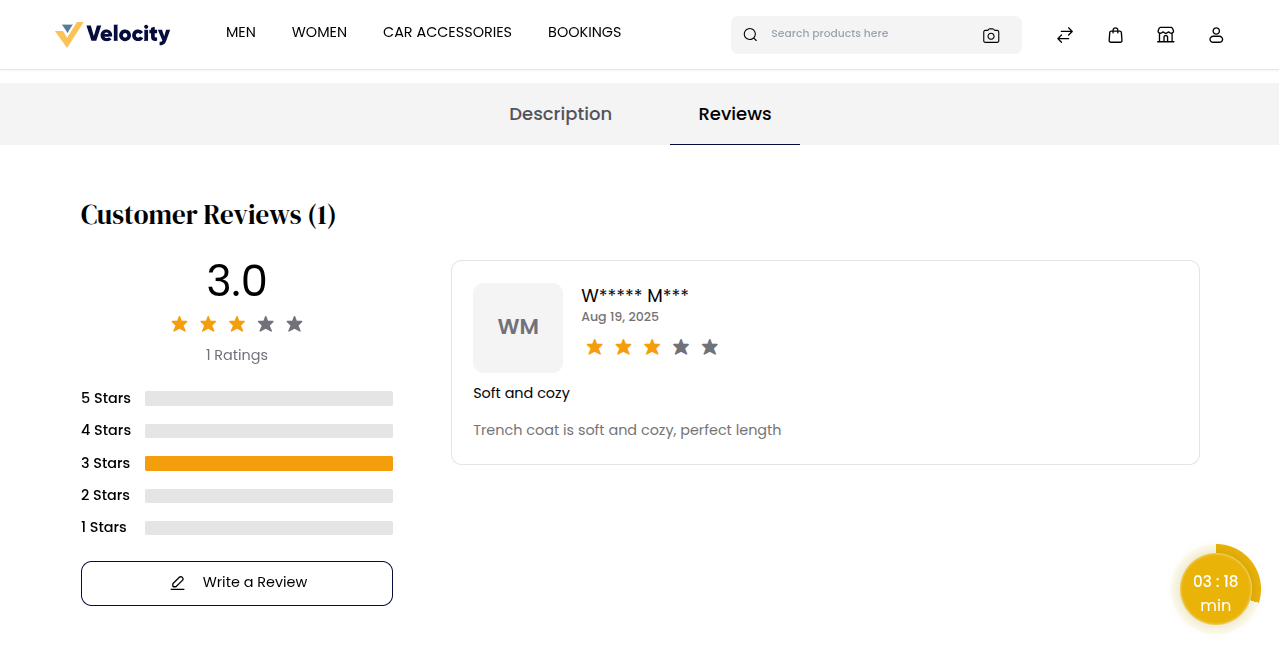 Velocity
MEN WOMEN CAR ACCESSORIES BOOKINGS
Search products here
Description Reviews
Customer Reviews (1)
3.0
1 Ratings
5 Stars
4 Stars
3 Stars
2 Stars
1 Stars
Write a Review
WM
W***** M***
Aug 19, 2025
Soft and cozy
Trench coat is soft and cozy, perfect length
03 : 18
min